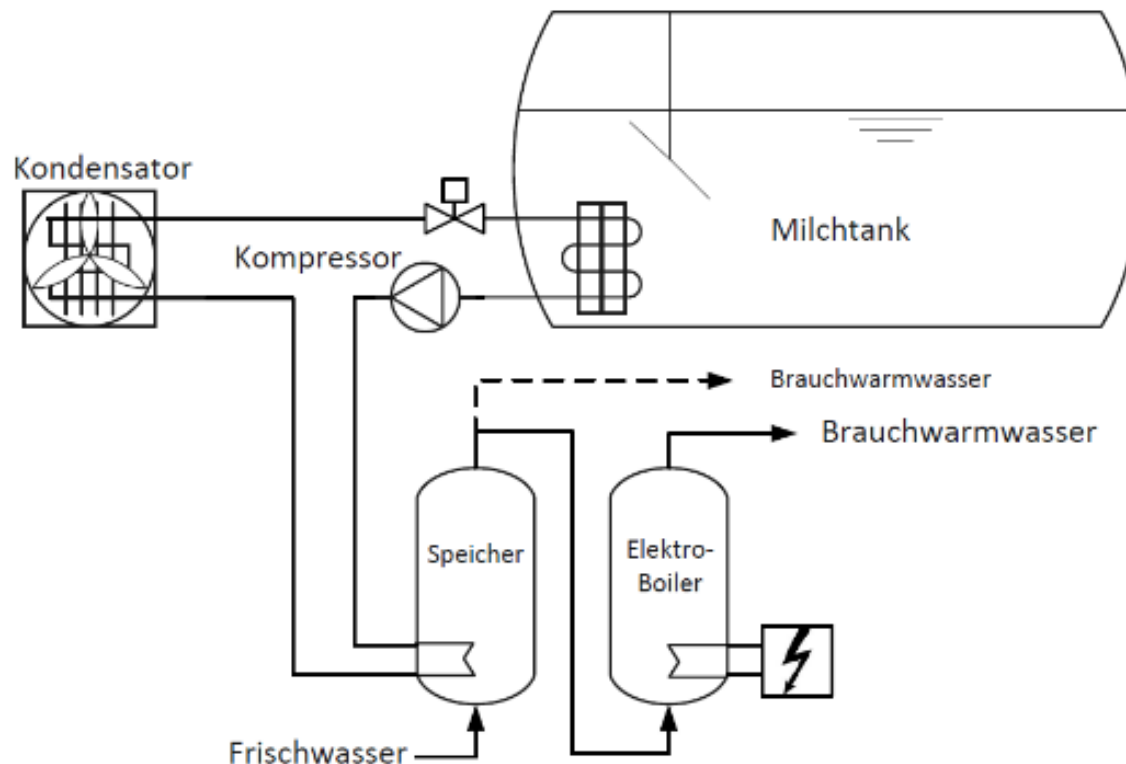 Kondensator
Milchtank
Kompressor
Brauchwarmwasser
Brauchwarmwasser
Speicher
Elektro-
Boiler
Frischwasser